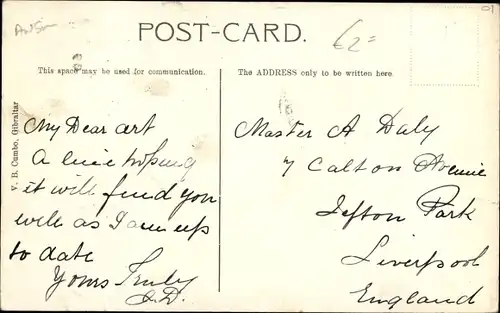 POST-CARD.
£2=
This space may be used for communication.
The ADDRESS only to be written here.
V. B. Cumbo, Gibraltar
My Dear art
A line hoping
it will find you
well as I am up
to date
Yours Truly
J.D.
Master A Daly
7 Calton Avenue
Sefton Park
Liverpool
England